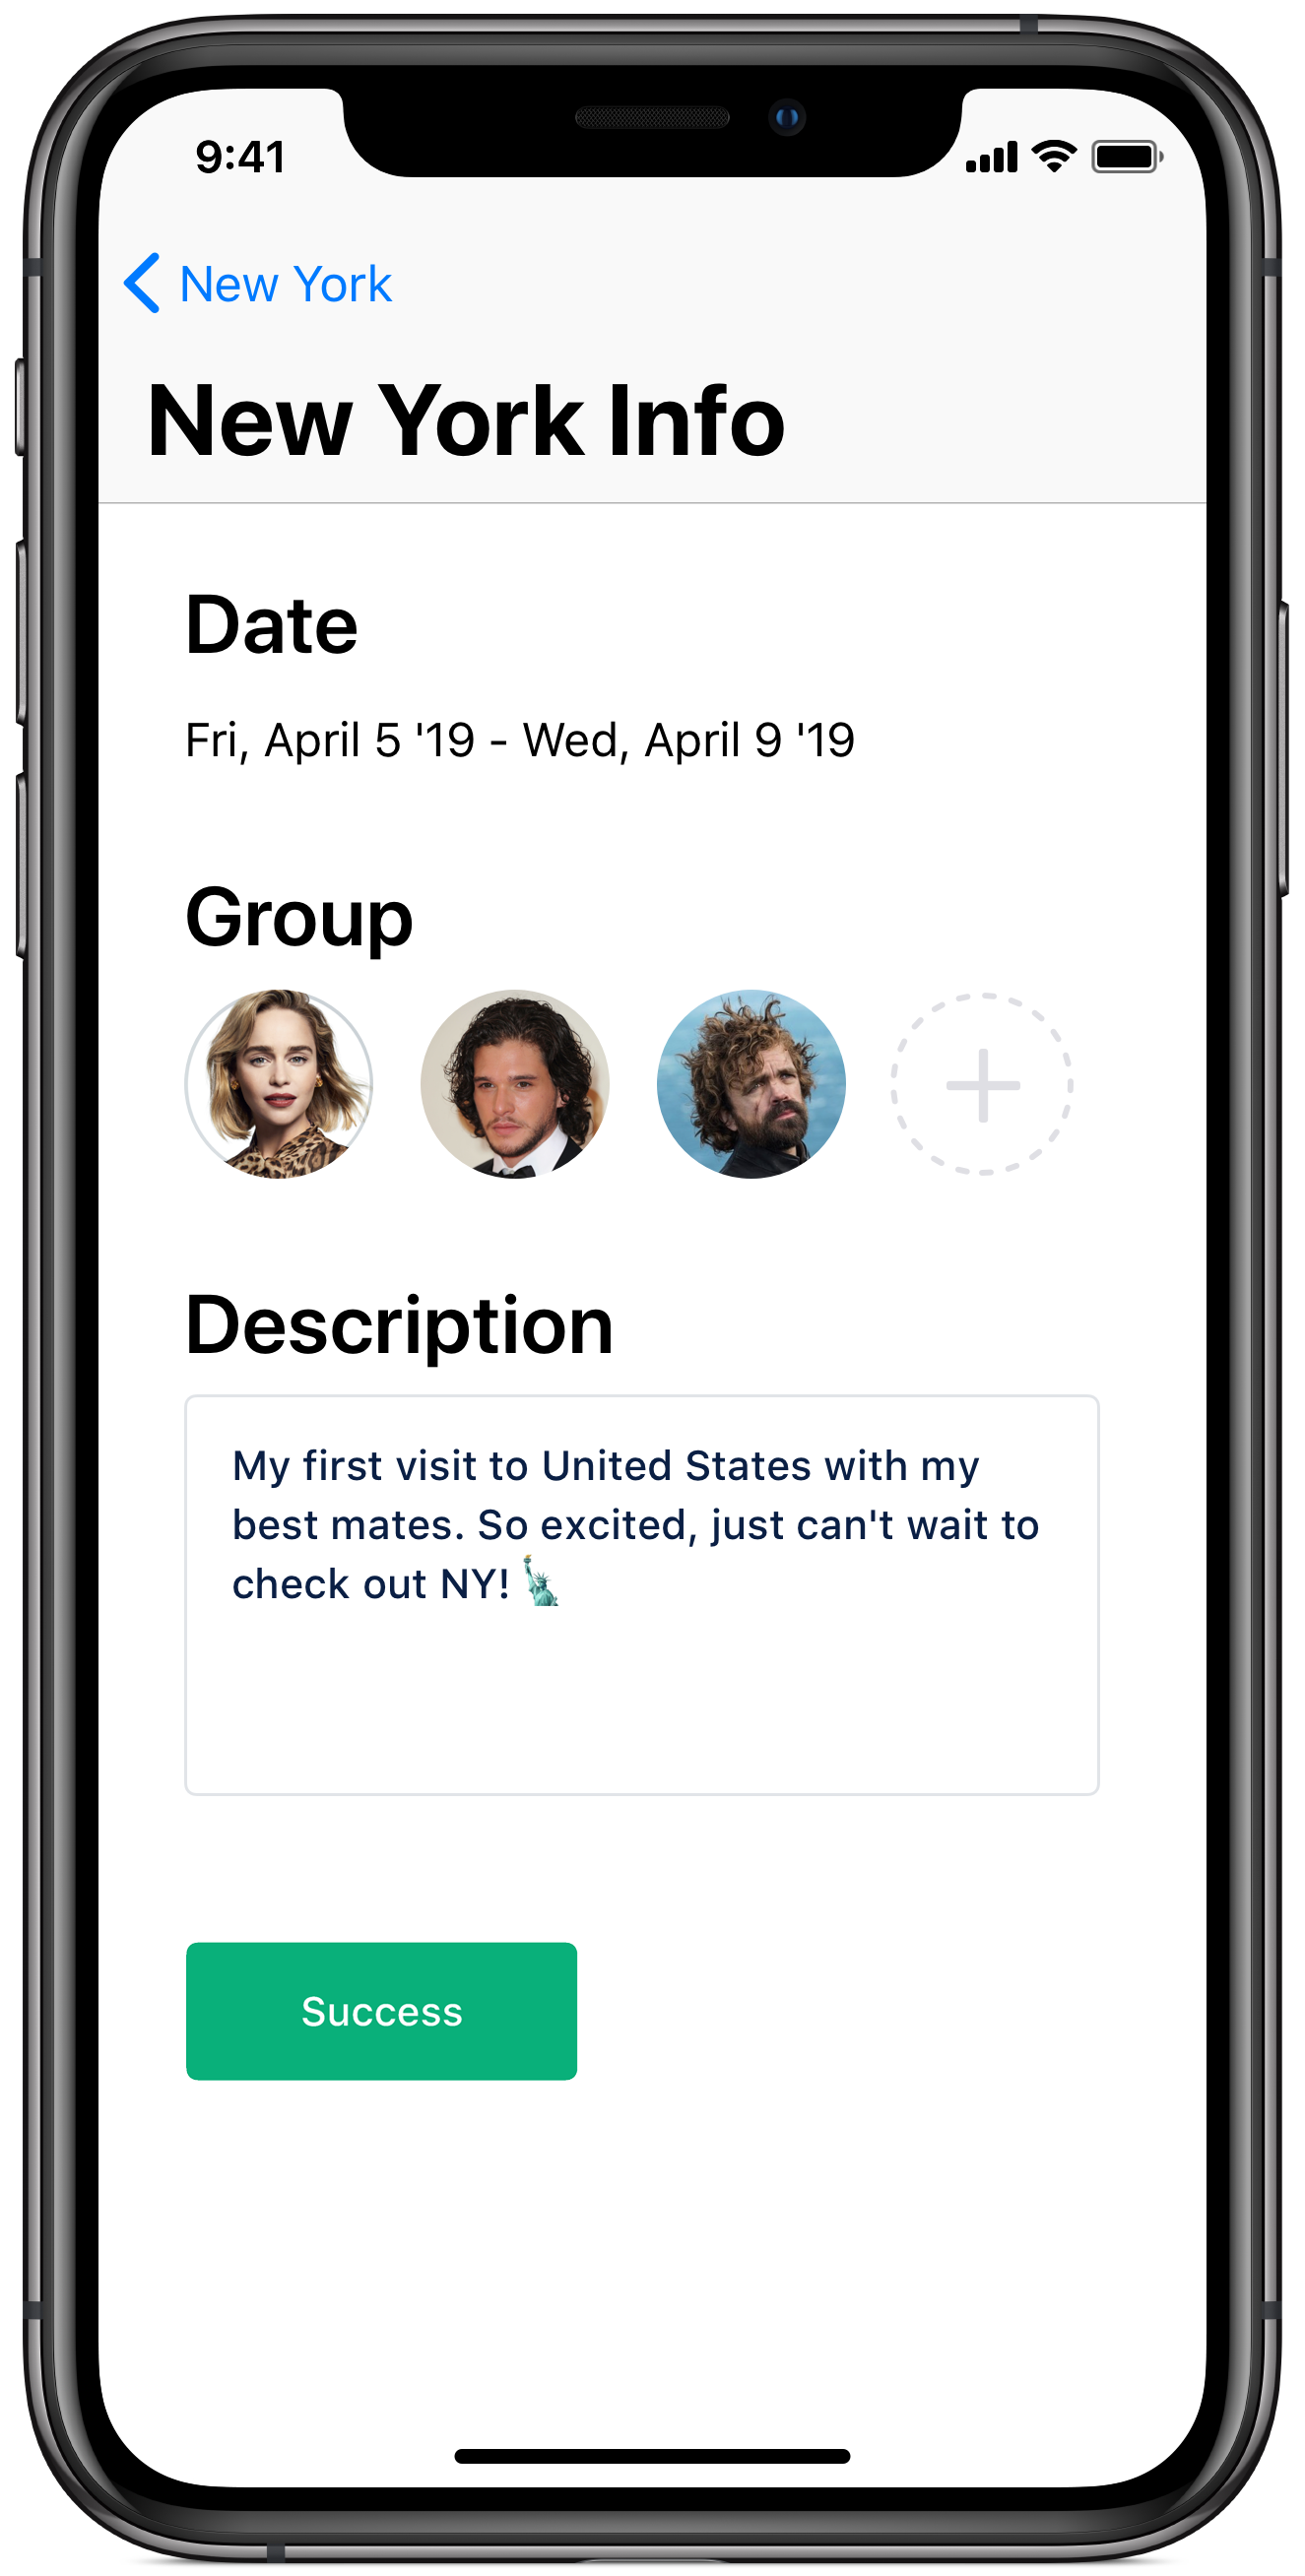 9:41
New York
New York Info
Date
Fri, April 5 '19 - Wed, April 9 '19
Group
Description
My first visit to United States with my
best mates. So excited, just can't wait to
check out NY! 🗽
Success